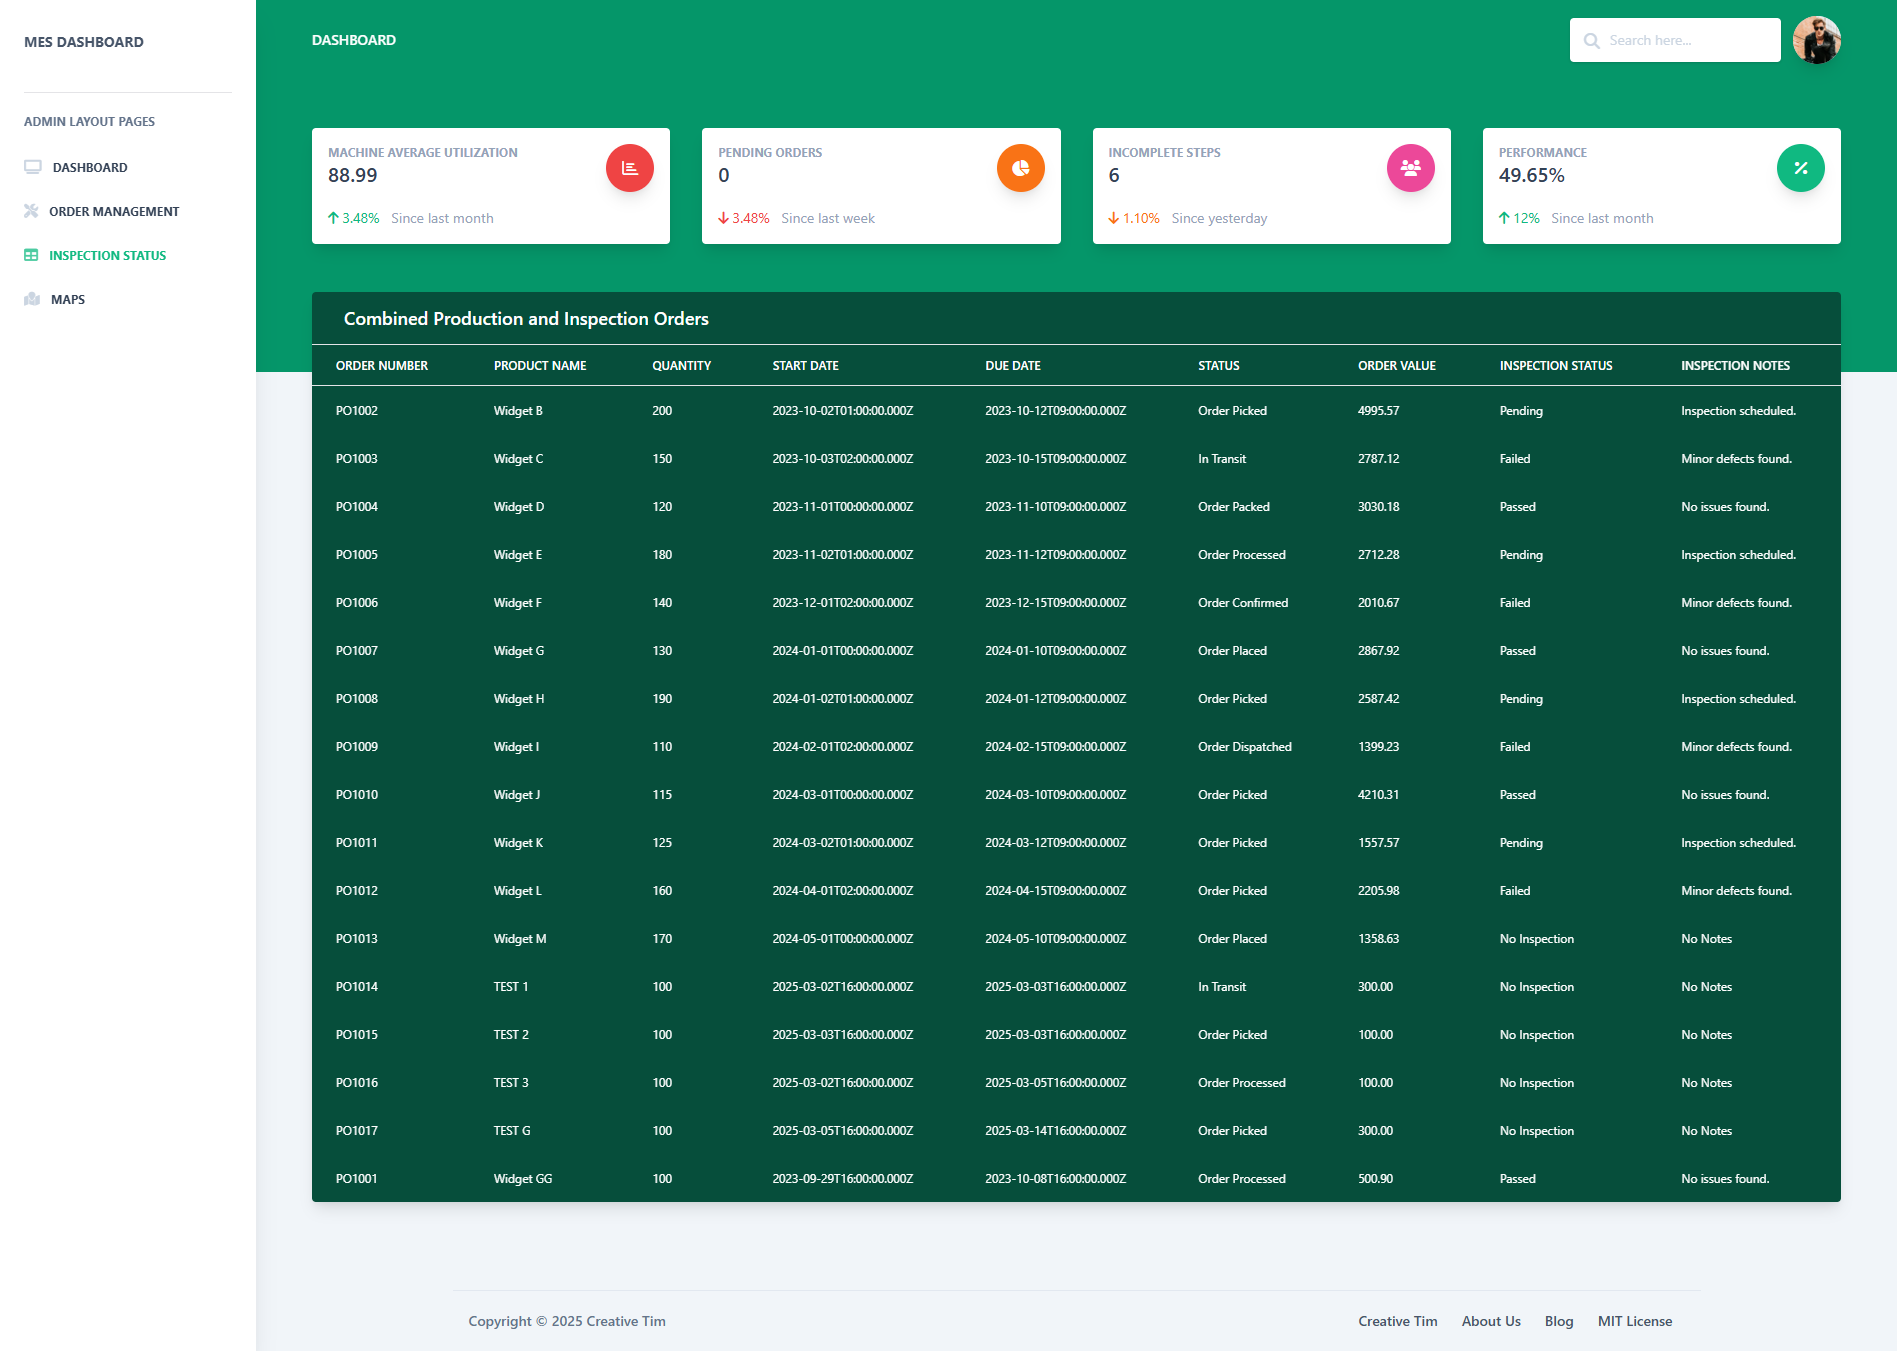 MES DASHBOARD
ADMIN LAYOUT PAGES
DASHBOARD
ORDER MANAGEMENT
INSPECTION STATUS
MAPS
DASHBOARD
Search here...
MACHINE AVERAGE UTILIZATION
88.99
3.48% Since last month
PENDING ORDERS
0
3.48% Since last week
INCOMPLETE STEPS
6
1.10% Since yesterday
PERFORMANCE
49.65%
12% Since last month
Combined Production and Inspection Orders
ORDER NUMBER PRODUCT NAME QUANTITY START DATE DUE DATE STATUS ORDER VALUE INSPECTION STATUS INSPECTION NOTES
PO1002 Widget B 200 2023-10-02T01:00:00.000Z 2023-10-12T09:00:00.000Z Order Picked 4995.57 Pending Inspection scheduled.
PO1003 Widget C 150 2023-10-03T02:00:00.000Z 2023-10-15T09:00:00.000Z In Transit 2787.12 Failed Minor defects found.
PO1004 Widget D 120 2023-11-01T00:00:00.000Z 2023-11-10T09:00:00.000Z Order Packed 3030.18 Passed No issues found.
PO1005 Widget E 180 2023-11-02T01:00:00.000Z 2023-11-12T09:00:00.000Z Order Processed 2712.28 Pending Inspection scheduled.
PO1006 Widget F 140 2023-12-01T02:00:00.000Z 2023-12-15T09:00:00.000Z Order Confirmed 2010.67 Failed Minor defects found.
PO1007 Widget G 130 2024-01-01T00:00:00.000Z 2024-01-10T09:00:00.000Z Order Placed 2867.92 Passed No issues found.
PO1008 Widget H 190 2024-01-02T01:00:00.000Z 2024-01-12T09:00:00.000Z Order Picked 2587.42 Pending Inspection scheduled.
PO1009 Widget I 110 2024-02-01T02:00:00.000Z 2024-02-15T09:00:00.000Z Order Dispatched 1399.23 Failed Minor defects found.
PO1010 Widget J 115 2024-03-01T00:00:00.000Z 2024-03-10T09:00:00.000Z Order Picked 4210.31 Passed No issues found.
PO1011 Widget K 125 2024-03-02T01:00:00.000Z 2024-03-12T09:00:00.000Z Order Picked 1557.57 Pending Inspection scheduled.
PO1012 Widget L 160 2024-04-01T02:00:00.000Z 2024-04-15T09:00:00.000Z Order Picked 2205.98 Failed Minor defects found.
PO1013 Widget M 170 2024-05-01T00:00:00.000Z 2024-05-10T09:00:00.000Z Order Placed 1358.63 No Inspection No Notes
PO1014 TEST 1 100 2025-03-02T16:00:00.000Z 2025-03-03T16:00:00.000Z In Transit 300.00 No Inspection No Notes
PO1015 TEST 2 100 2025-03-03T16:00:00.000Z 2025-03-03T16:00:00.000Z Order Picked 100.00 No Inspection No Notes
PO1016 TEST 3 100 2025-03-02T16:00:00.000Z 2025-03-05T16:00:00.000Z Order Processed 100.00 No Inspection No Notes
PO1017 TEST G 100 2025-03-05T16:00:00.000Z 2025-03-14T16:00:00.000Z Order Picked 300.00 No Inspection No Notes
PO1001 Widget GG 100 2023-09-29T16:00:00.000Z 2023-10-08T16:00:00.000Z Order Processed 500.90 Passed No issues found.
Copyright © 2025 Creative Tim
Creative Tim About Us Blog MIT License